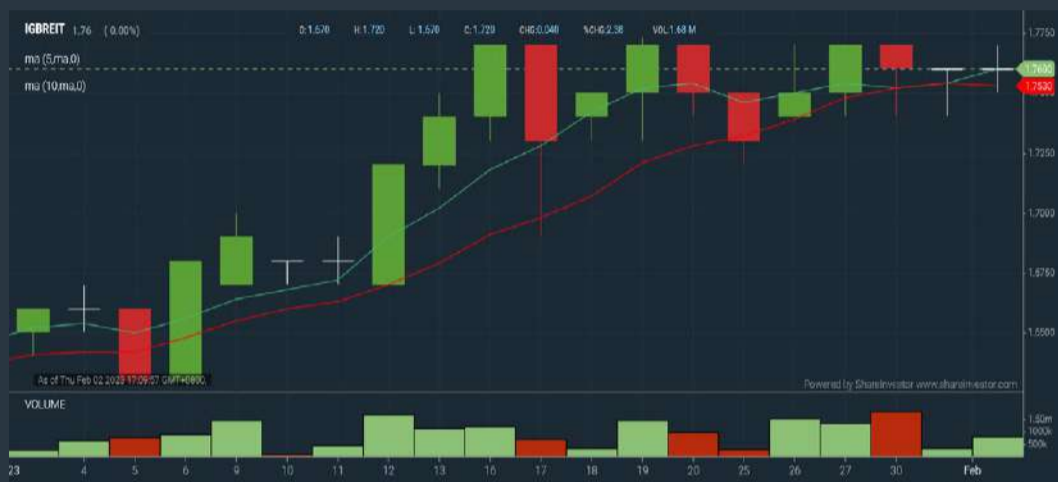 IGBREIT 1.76 ( 0.00%) O:1.670 H:1.720 L:1.670 C:1.720 CHG:0.040 %CHG:2.38 VOL:1.68 M
ma (5,ma,0)
ma (10,ma,0)
1.7750
1.7600
1.7530
1.7250
1.7000
1.6750
1.6500
As of Thu Feb 02 2023 17:09:57 GMT+0800,
Powered by ShareInvestor www.shareinvestor.com
VOLUME
1.50m
1000k
500k
23 4 5 6 9 10 11 12 13 16 17 18 19 20 25 26 27 30 Feb